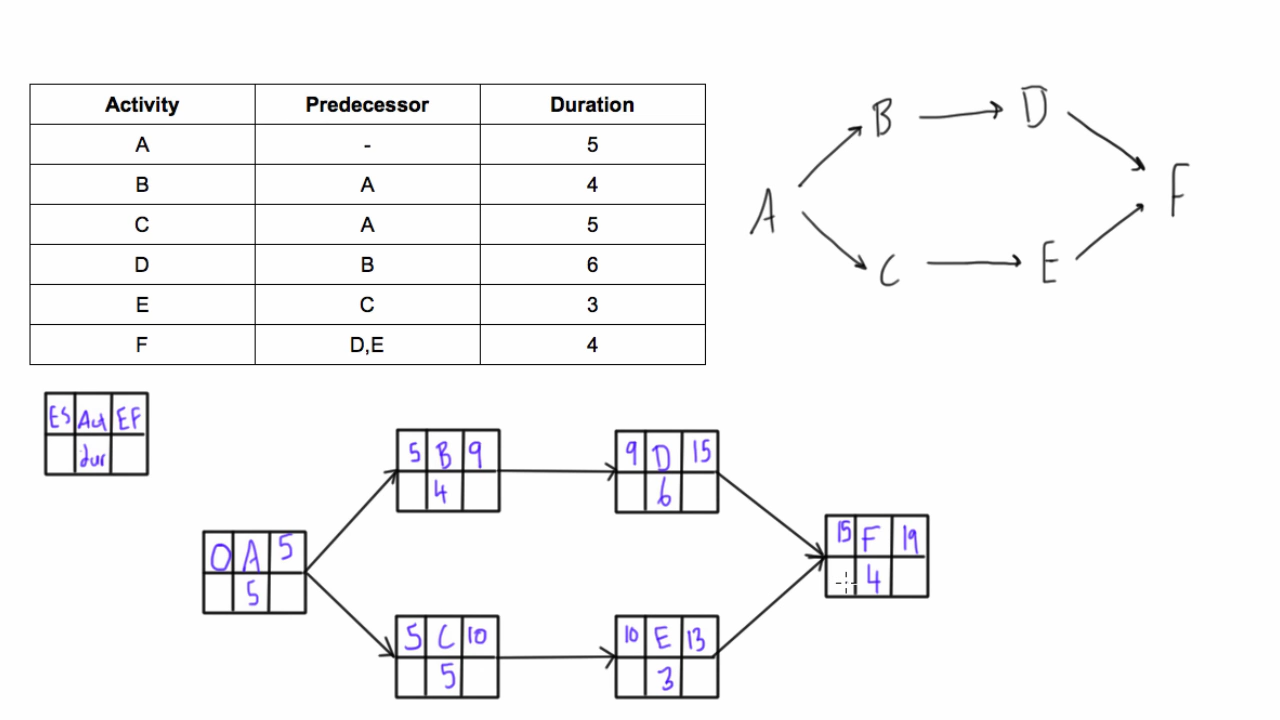 Activity Predecessor Duration
A - 5
B A 4
C A 5
D B 6
E C 3
F D,E 4
B D
A F
C E
ES Act EF
dur
5 B 9
4
9 D 15
6
0 A 5
5
15 F 19
4
5 C 10
5
10 E 13
3